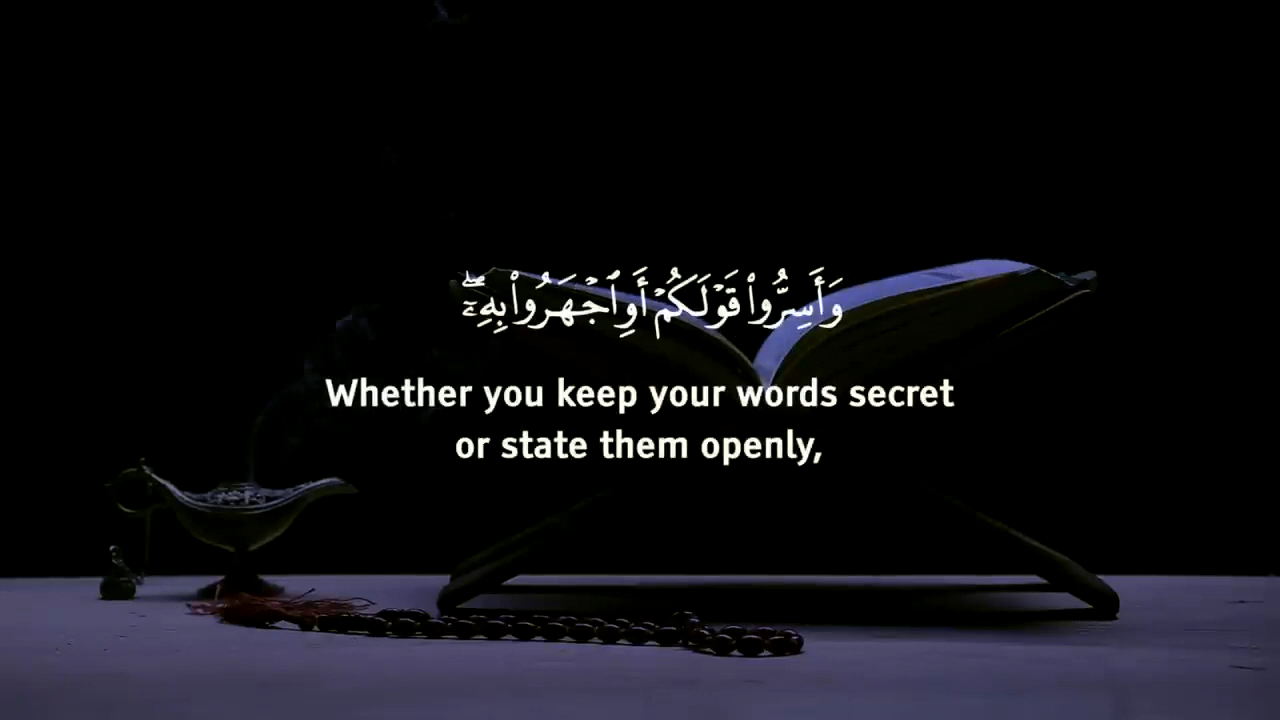 وَأَسِرُّوا۟ قَوْلَكُمْ أَوِ ٱجْهَرُوا۟ بِهِۦٓ ۖ
Whether you keep your words secret
or state them openly,